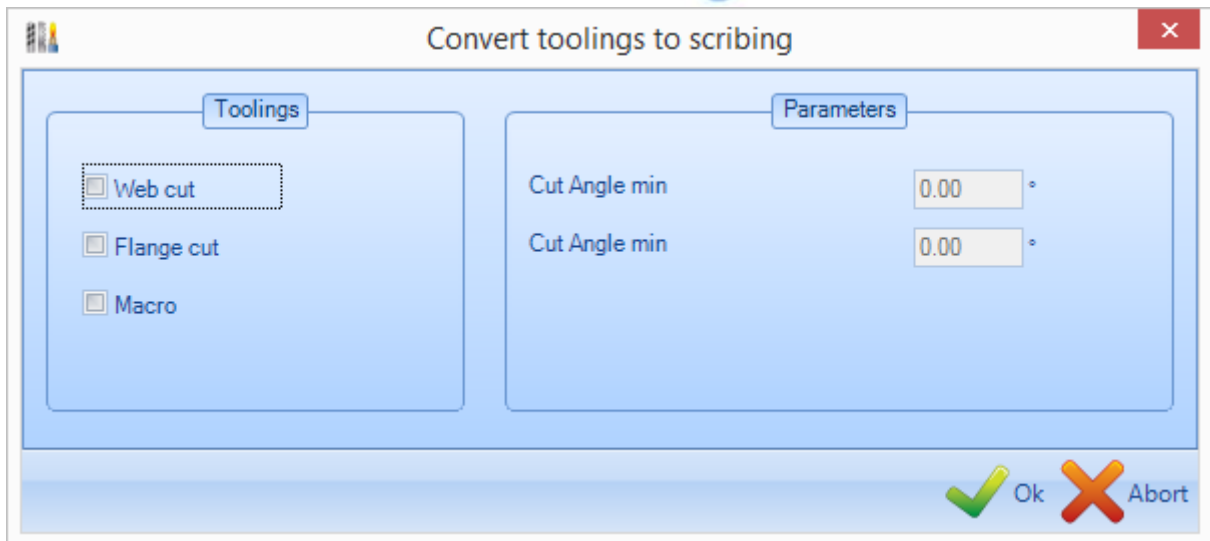 Convert toolings to scribing
Toolings
Web cut
Flange cut
Macro
Parameters
Cut Angle min 0.00 °
Cut Angle min 0.00 °
Ok Abort